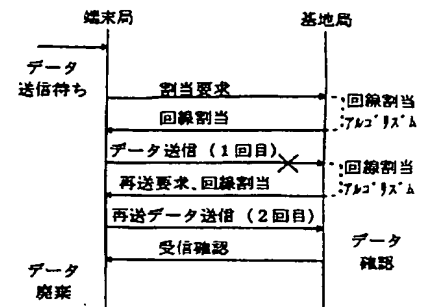 端末局
基地局
データ
送信待ち
割当要求
回線割当
回線割当
アルゴリズム
データ送信（1回目）
再送要求、回線割当
回線割当
アルゴリズム
再送データ送信（2回目）
受信確認
データ
確認
データ
廃棄